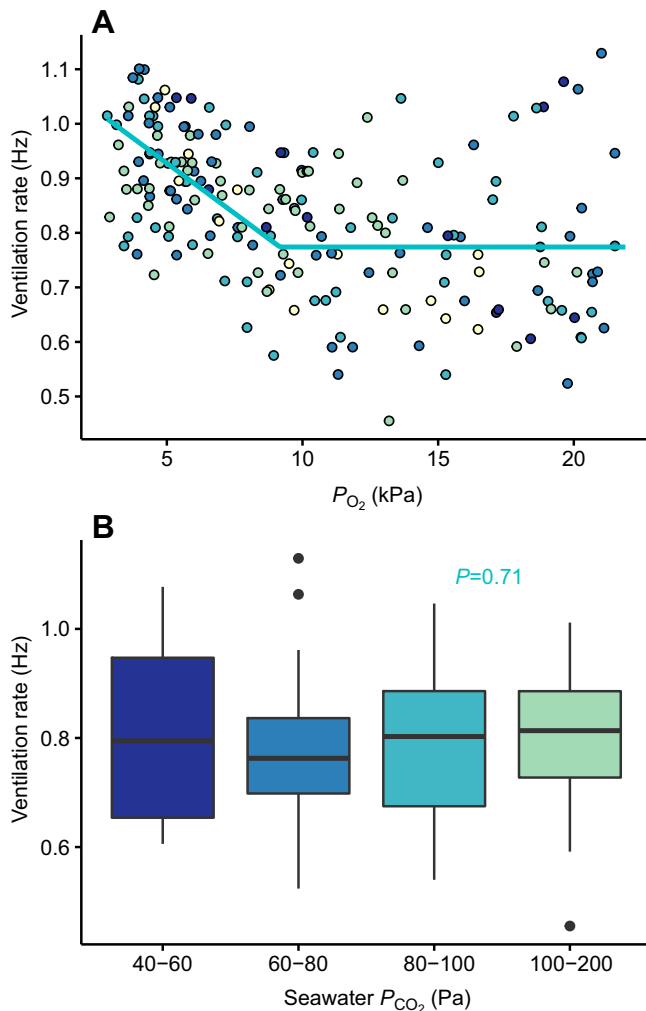 A
1.1
1.0
0.9
0.8
0.7
0.6
0.5
Ventilation rate (Hz)
5 10 15 20
PO2 (kPa)
B
P=0.71
1.0
0.8
0.6
Ventilation rate (Hz)
40–60 60–80 80–100 100–200
Seawater PCO2 (Pa)